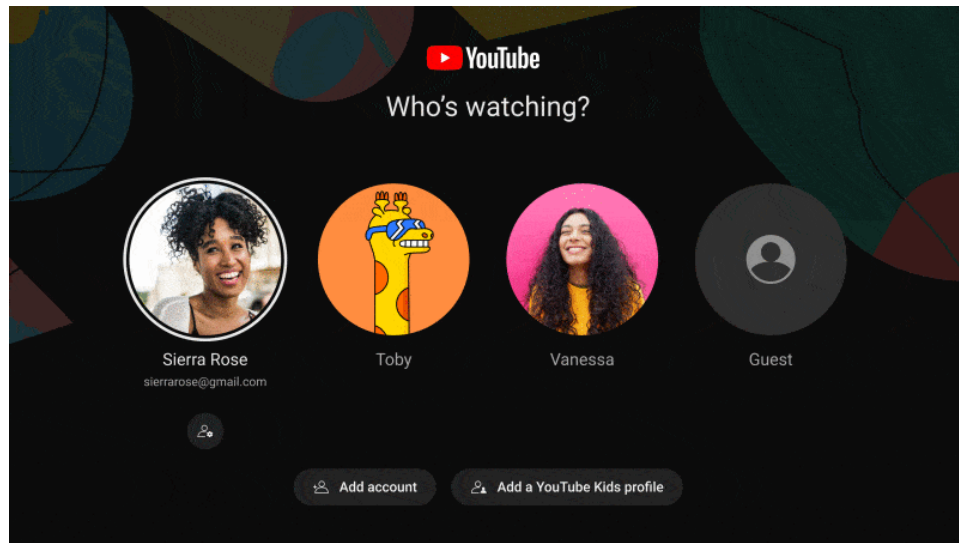 YouTube
Who's watching?
Sierra Rose
sierrarose@gmail.com
Toby
Vanessa
Guest
Add account
Add a YouTube Kids profile